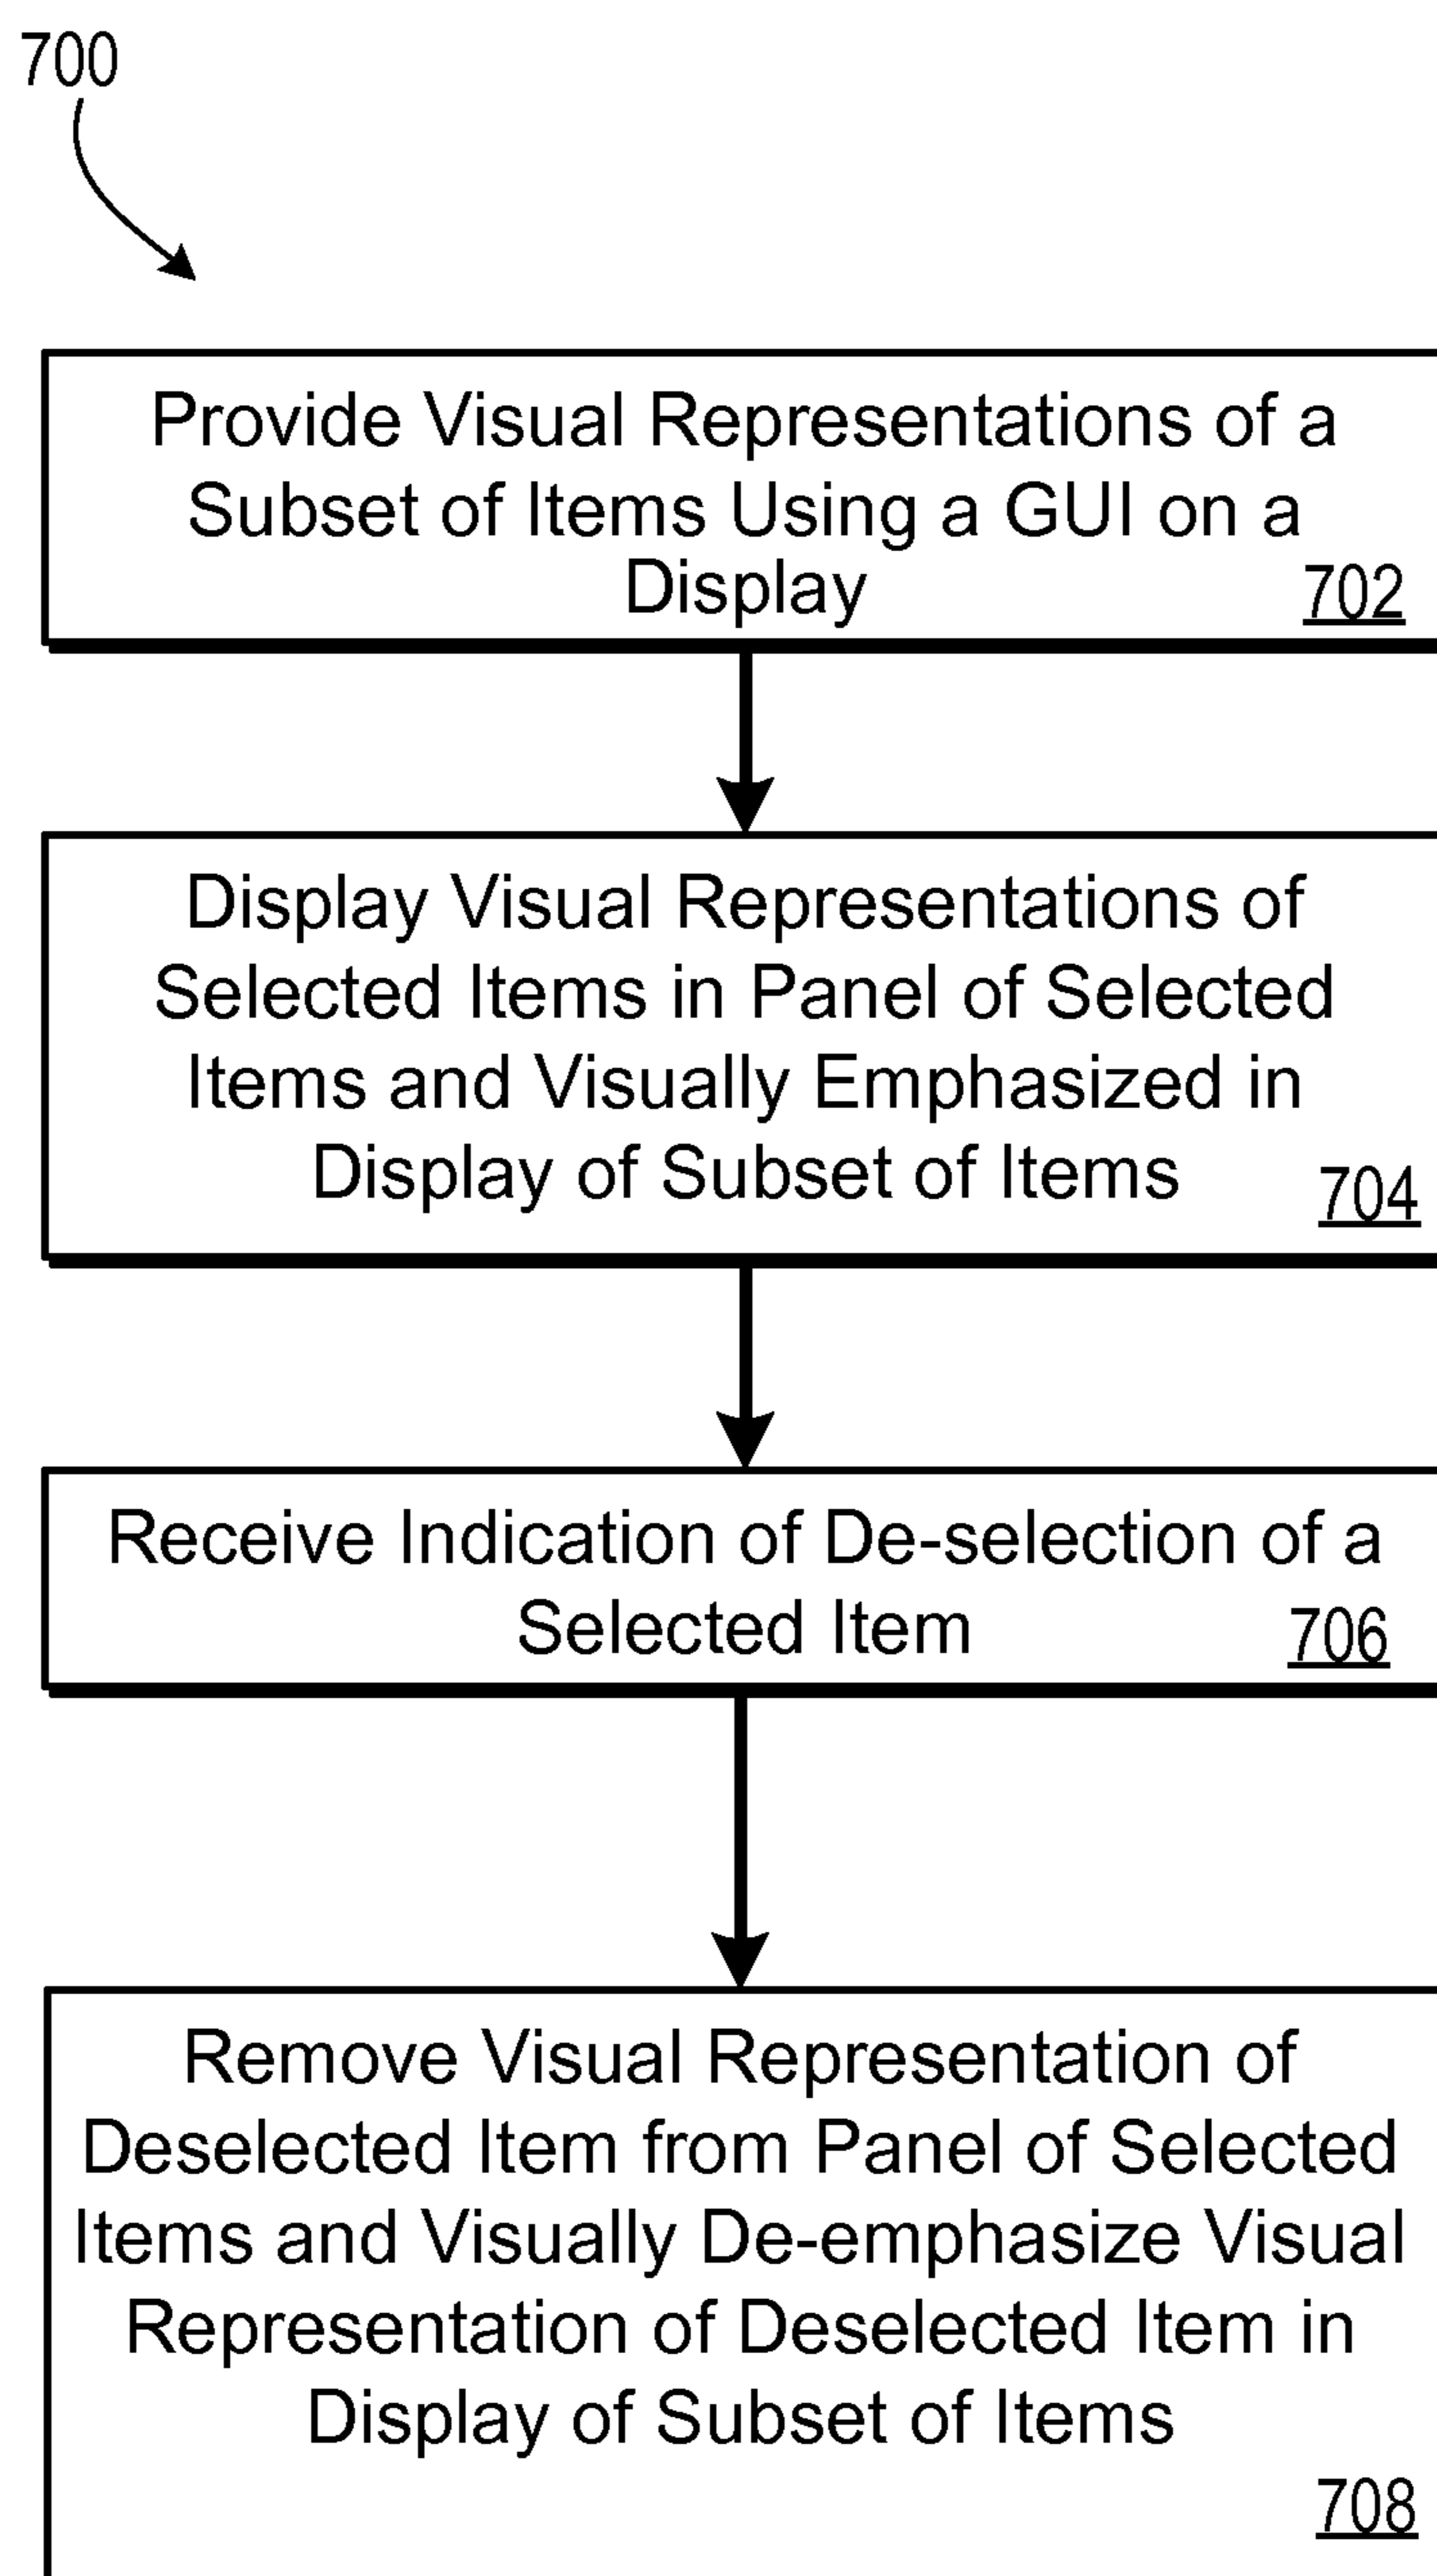 700
Provide Visual Representations of a
Subset of Items Using a GUI on a
Display
702
Display Visual Representations of
Selected Items in Panel of Selected
Items and Visually Emphasized in
Display of Subset of Items
704
Receive Indication of De-selection of a
Selected Item
706
Remove Visual Representation of
Deselected Item from Panel of Selected
Items and Visually De-emphasize Visual
Representation of Deselected Item in
Display of Subset of Items
708